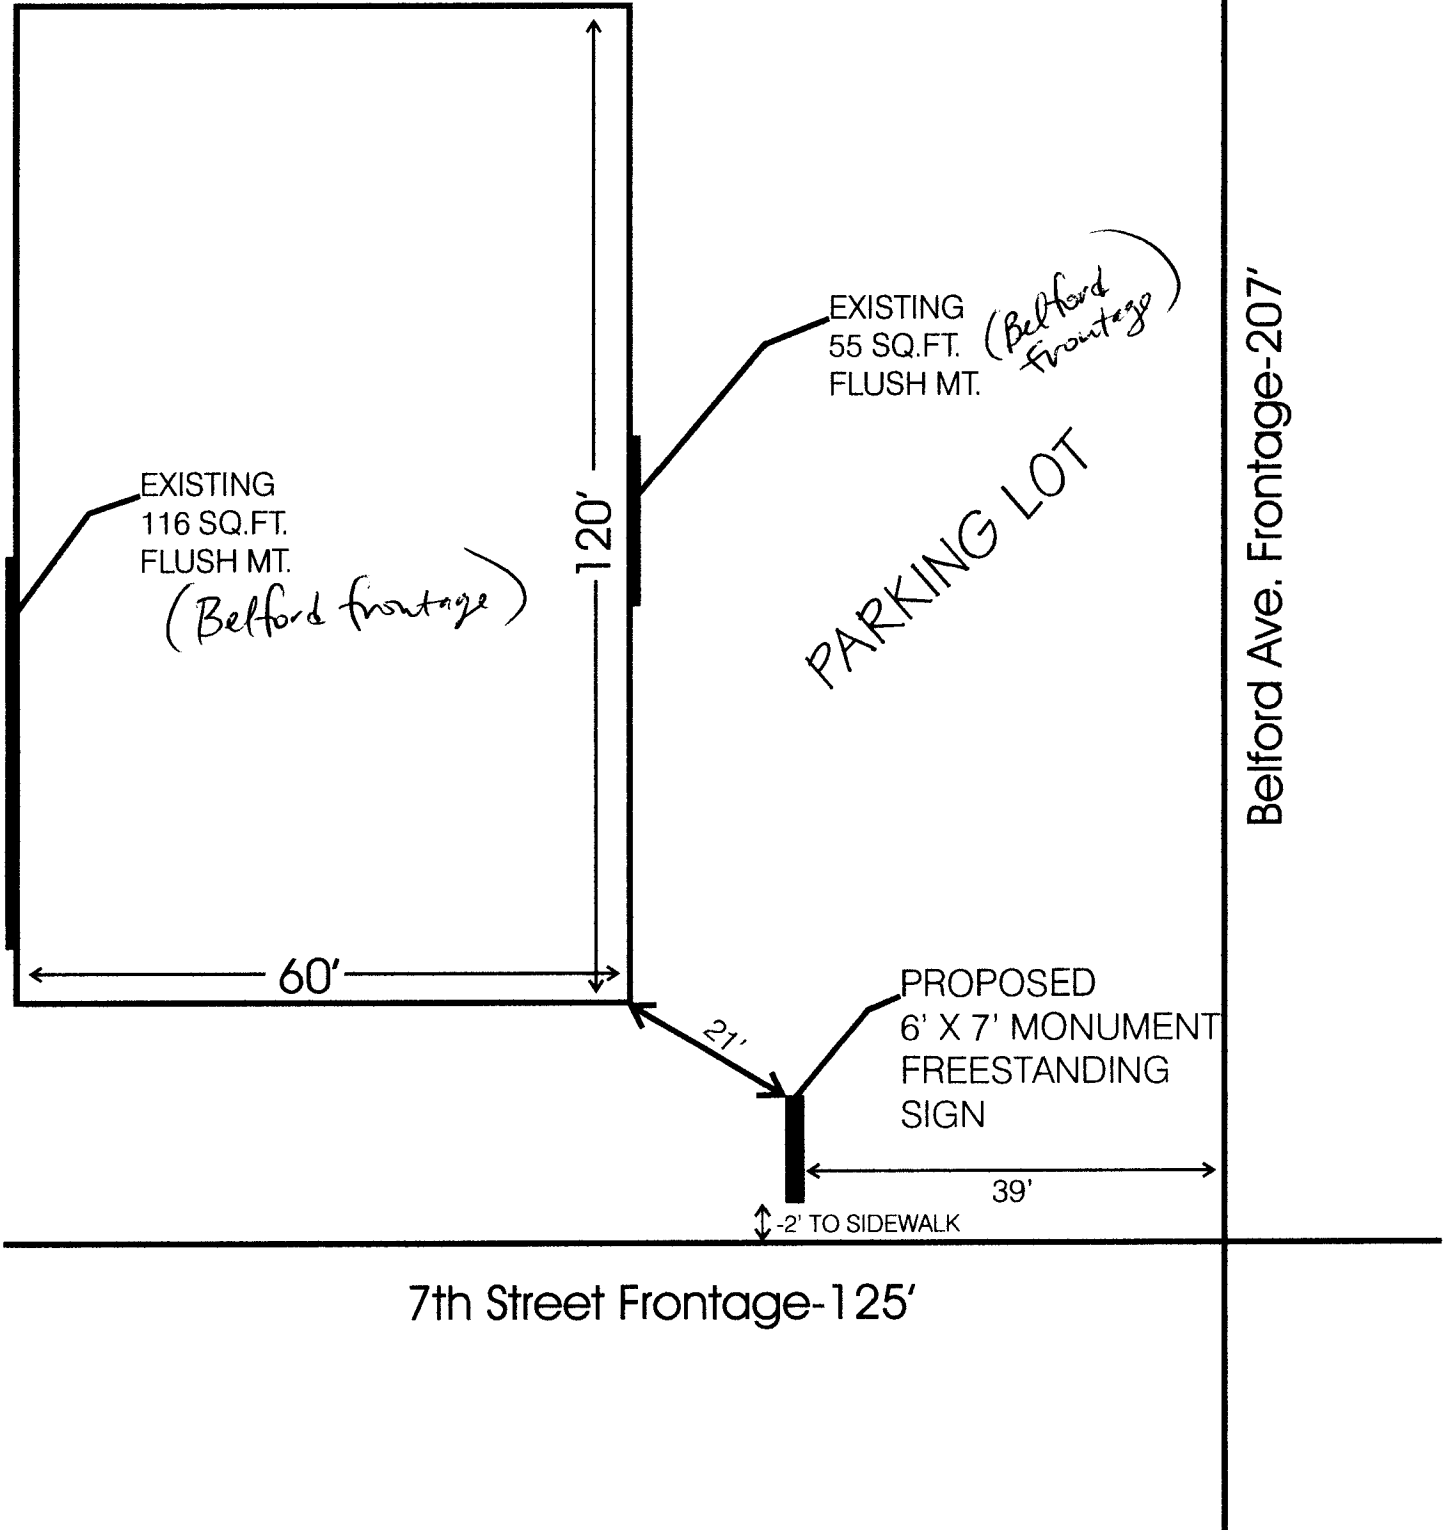 EXISTING
55 SQ.FT.
FLUSH MT.
(Belford
frontage)
Belford Ave. Frontage-207'
PARKING LOT
EXISTING
116 SQ.FT.
FLUSH MT.
(Belford frontage)
120'
60'
21'
PROPOSED
6' X 7' MONUMENT
FREESTANDING
SIGN
39'
-2' TO SIDEWALK
7th Street Frontage-125'